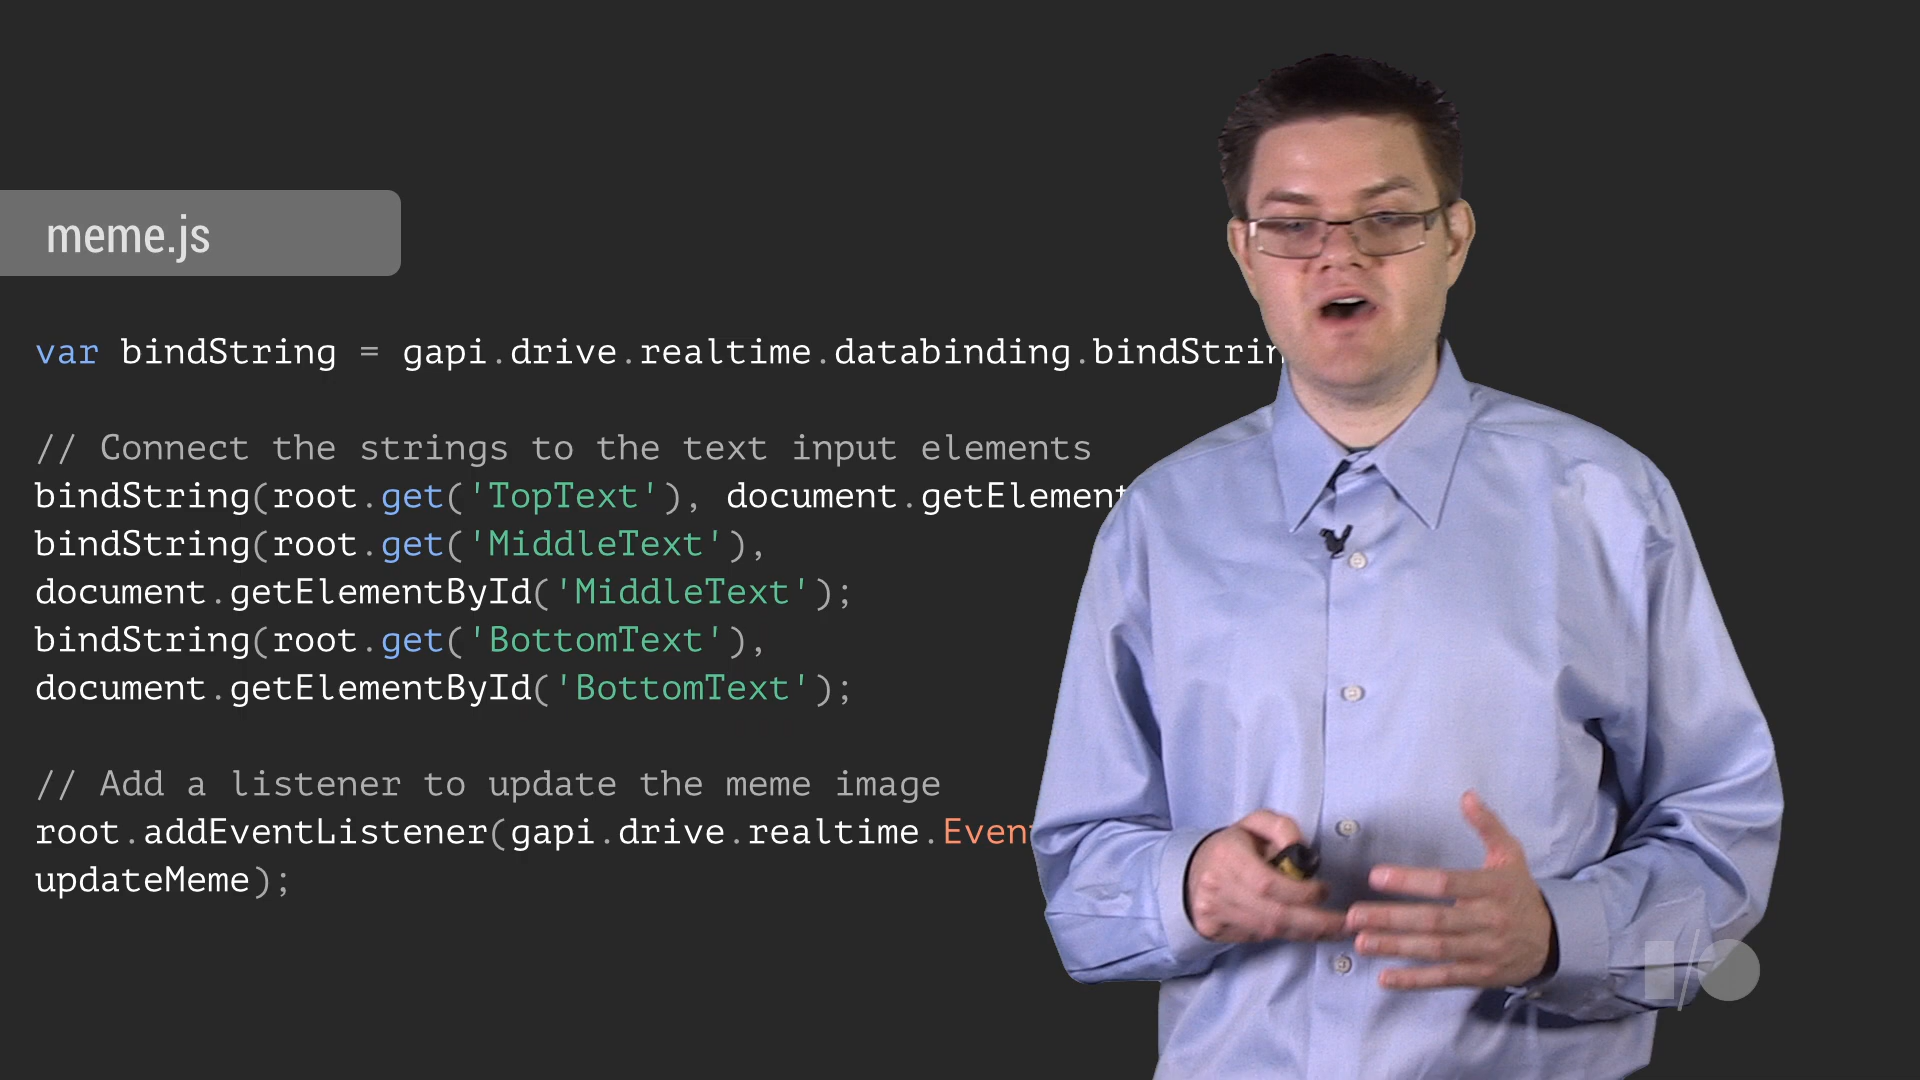 meme.js
var bindString = gapi.drive.realtime.databinding.bindStrin
// Connect the strings to the text input elements
bindString(root.get('TopText'), document.getElement
bindString(root.get('MiddleText'),
document.getElementById('MiddleText');
bindString(root.get('BottomText'),
document.getElementById('BottomText');
// Add a listener to update the meme image
root.addEventListener(gapi.drive.realtime.Even
updateMeme);
I/O